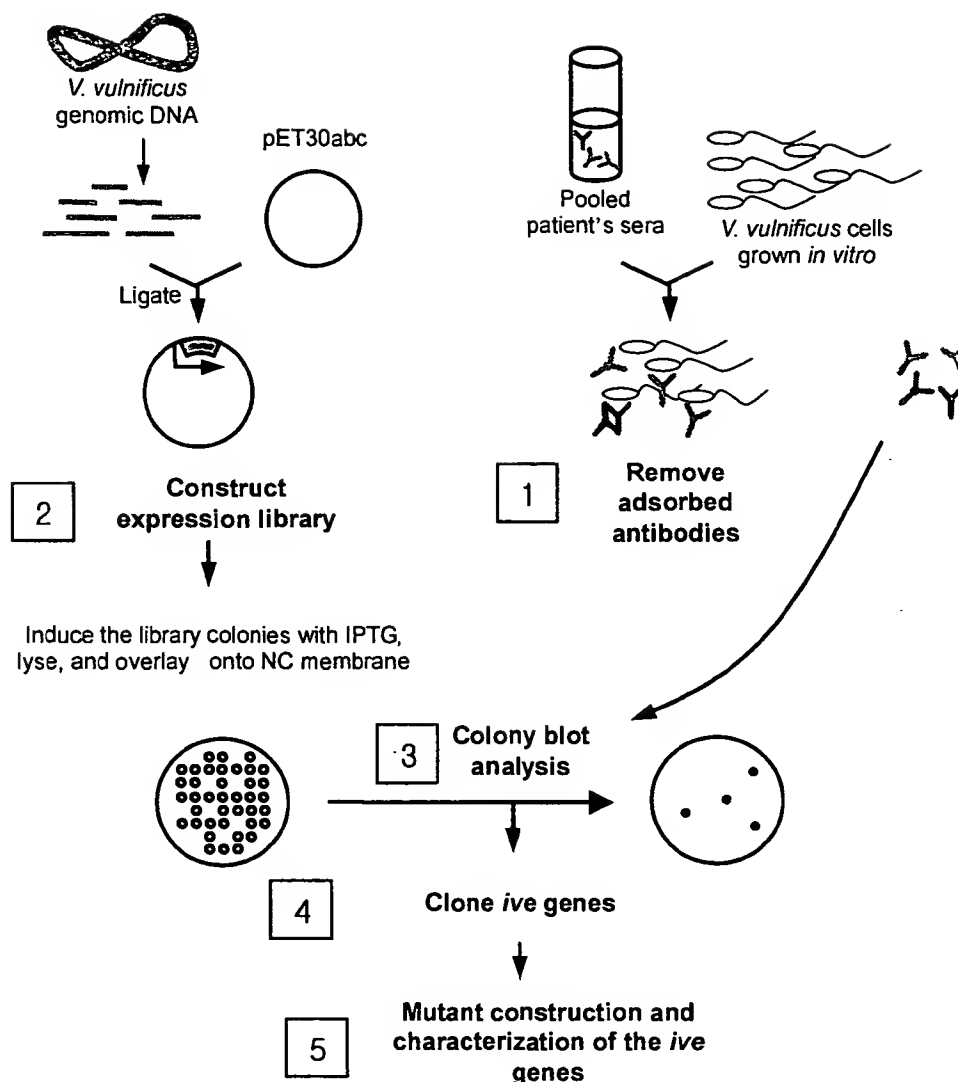 V. vulnificus
genomic DNA
pET30abc
Ligate
2
Construct
expression library
Induce the library colonies with IPTG,
lyse, and overlay onto NC membrane
Pooled
patient's sera
V. vulnificus cells
grown in vitro
1
Remove
adsorbed
antibodies
3
Colony blot
analysis
4
Clone ive genes
5
Mutant construction and
characterization of the ive
genes